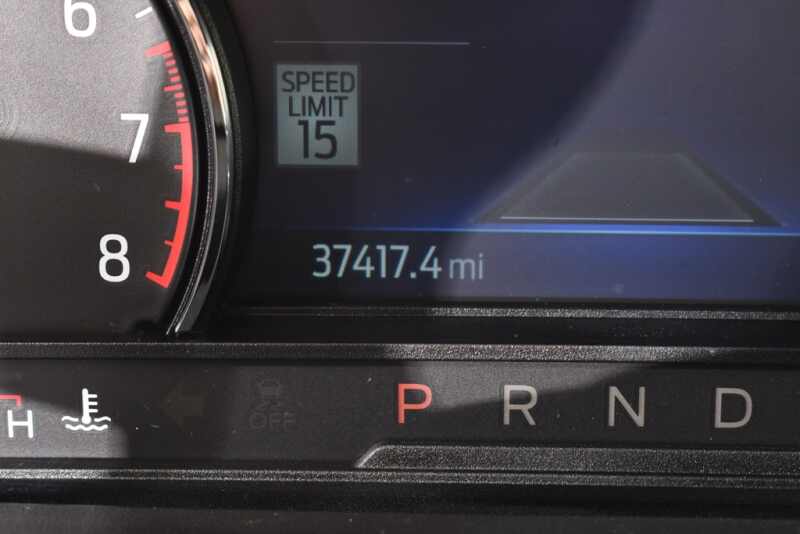 6
7
8
SPEED
LIMIT
15
37417.4 mi
H
OFF
P R N D